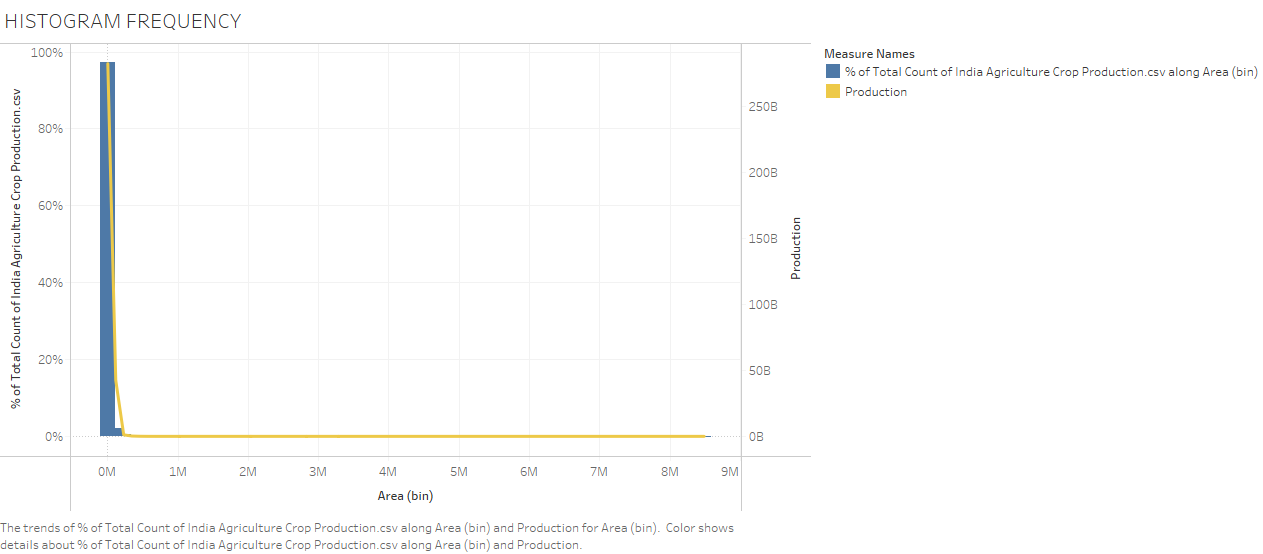 HISTOGRAM FREQUENCY
Measure Names
% of Total Count of India Agriculture Crop Production.csv along Area (bin)
Production
% of Total Count of India Agriculture Crop Production.csv
100%
80%
60%
40%
20%
0%
250B
200B
150B
100B
50B
0B
Production
0M 1M 2M 3M 4M 5M 6M 7M 8M 9M
Area (bin)
The trends of % of Total Count of India Agriculture Crop Production.csv along Area (bin) and Production for Area (bin).  Color shows
details about % of Total Count of India Agriculture Crop Production.csv along Area (bin) and Production.